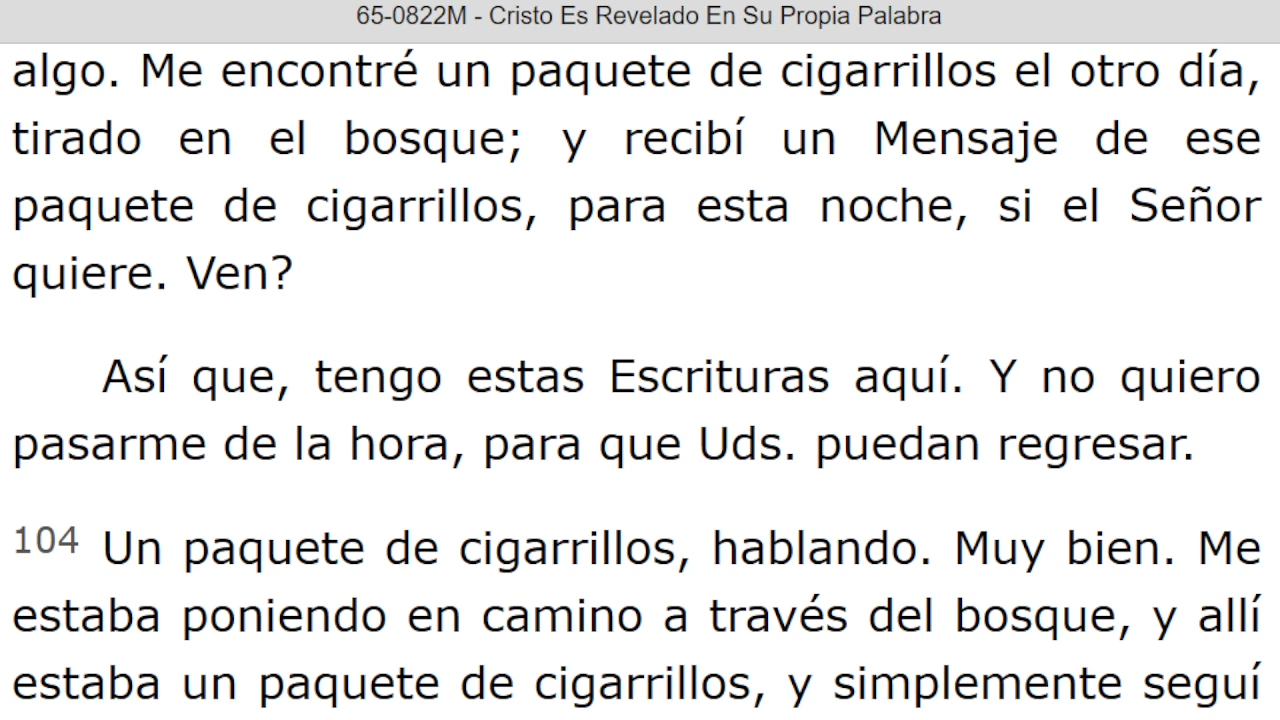 65-0822M - Cristo Es Revelado En Su Propia Palabra
algo. Me encontré un paquete de cigarrillos el otro día,
tirado en el bosque; y recibí un Mensaje de ese
paquete de cigarrillos, para esta noche, si el Señor
quiere. Ven?
Así que, tengo estas Escrituras aquí. Y no quiero
pasarme de la hora, para que Uds. puedan regresar.
104 Un paquete de cigarrillos, hablando. Muy bien. Me
estaba poniendo en camino a través del bosque, y allí
estaba un paquete de cigarrillos, y simplemente seguí